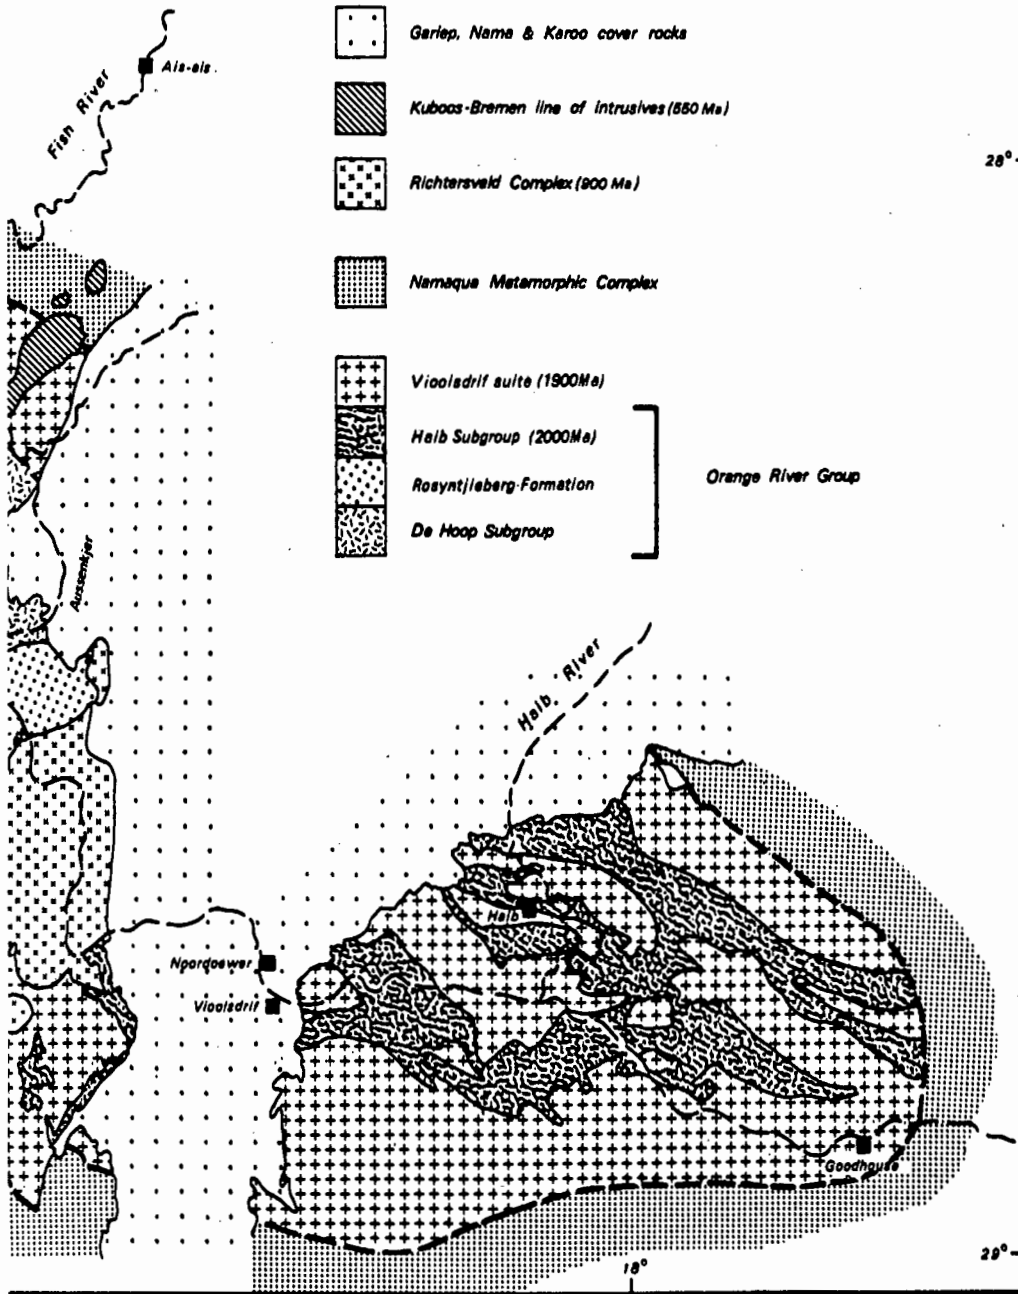 Gariep, Nama & Karoo cover rocks
Ais-ais
Fish River
Kuboos-Bremen line of intrusives (550 Ma)
28°
Richtersveld Complex (900 Ma)
Namaqua Metamorphic Complex
Vioolsdrif suite (1900Ma)
Haib Subgroup (2000Ma)
Rosyntjieberg Formation
Orange River Group
De Hoop Subgroup
Aussenkjer
Haib River
Haib
Noordoewer
Vioolsdrif
Goodhouse
18°
29°